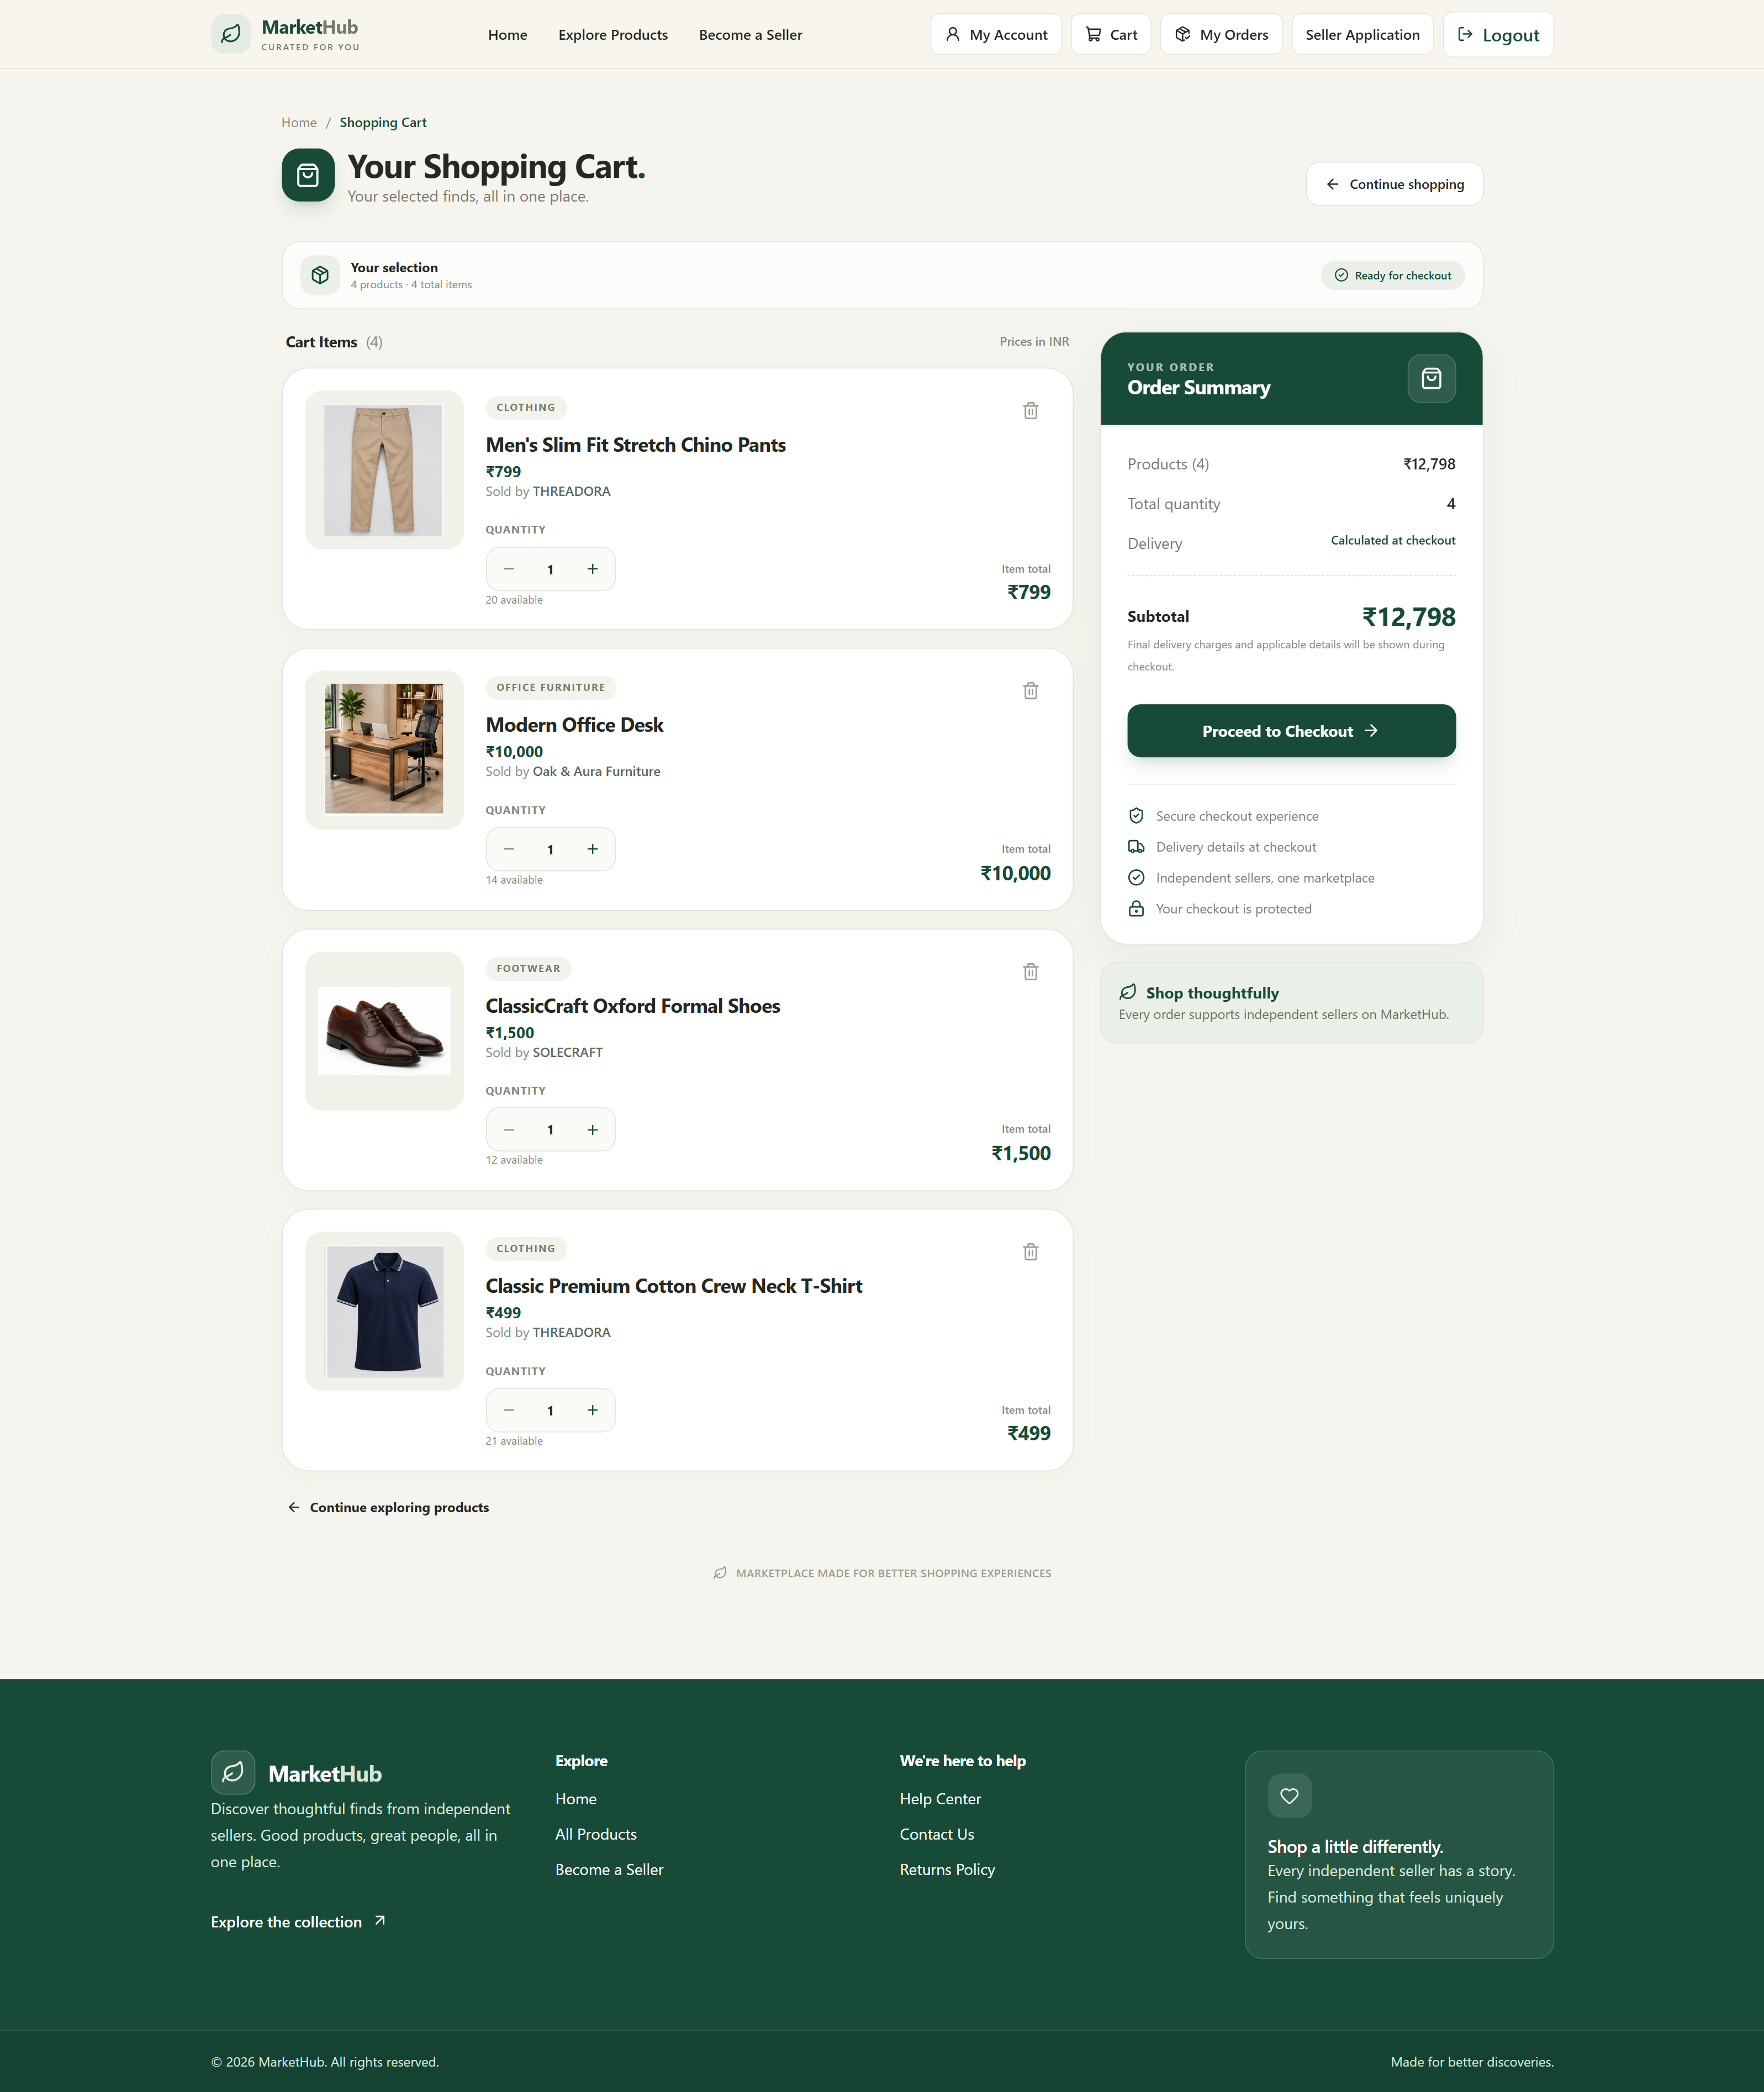 MarketHub
CURATED FOR YOU
Home
Explore Products
Become a Seller
My Account
Cart
My Orders
Seller Application
Logout
Home / Shopping Cart
Your Shopping Cart.
Your selected finds, all in one place.
Continue shopping
Your selection
4 products · 4 total items
Ready for checkout
Cart Items (4)
Prices in INR
CLOTHING
Men's Slim Fit Stretch Chino Pants
₹799
Sold by THREADORA
QUANTITY
1
20 available
Item total
₹799
OFFICE FURNITURE
Modern Office Desk
₹10,000
Sold by Oak & Aura Furniture
QUANTITY
1
14 available
Item total
₹10,000
FOOTWEAR
ClassicCraft Oxford Formal Shoes
₹1,500
Sold by SOLECRAFT
QUANTITY
1
12 available
Item total
₹1,500
CLOTHING
Classic Premium Cotton Crew Neck T-Shirt
₹499
Sold by THREADORA
QUANTITY
1
21 available
Item total
₹499
Continue exploring products
YOUR ORDER
Order Summary
Products (4) ₹12,798
Total quantity 4
Delivery Calculated at checkout
Subtotal ₹12,798
Final delivery charges and applicable details will be shown during
checkout.
Proceed to Checkout
Secure checkout experience
Delivery details at checkout
Independent sellers, one marketplace
Your checkout is protected
Shop thoughtfully
Every order supports independent sellers on MarketHub.
MARKETPLACE MADE FOR BETTER SHOPPING EXPERIENCES
MarketHub
Discover thoughtful finds from independent
sellers. Good products, great people, all in
one place.
Explore the collection
Explore
Home
All Products
Become a Seller
We're here to help
Help Center
Contact Us
Returns Policy
Shop a little differently.
Every independent seller has a story.
Find something that feels uniquely
yours.
© 2026 MarketHub. All rights reserved.
Made for better discoveries.